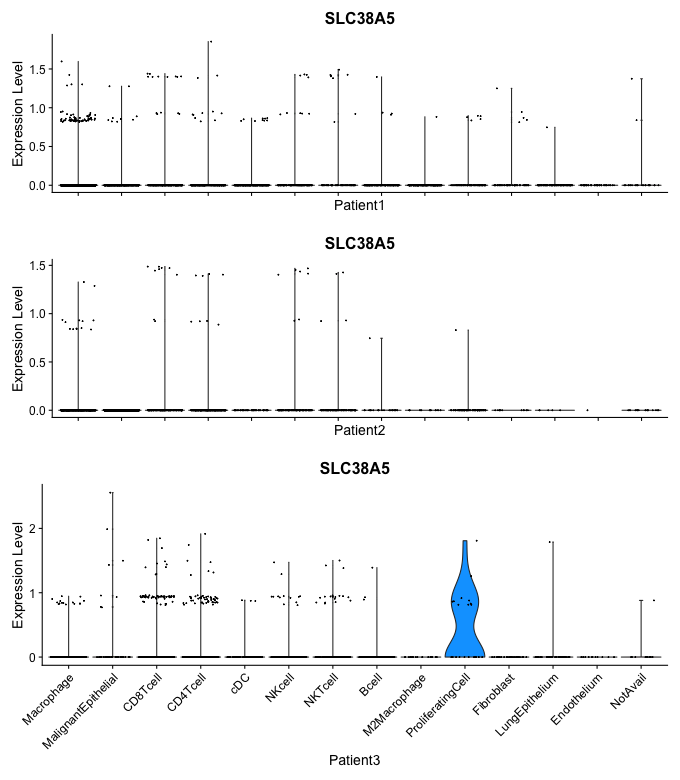 SLC38A5
Expression Level
1.5
1.0
0.5
0.0
Patient1
SLC38A5
Expression Level
1.5
1.0
0.5
0.0
Patient2
SLC38A5
Expression Level
2
1
0
Macrophage
MalignantEpithelial
CD8Tcell
CD4Tcell
cDC
NKcell
NKTcell
Bcell
M2Macrophage
ProliferatingCell
Fibroblast
LungEpithelium
Endothelium
NotAvail
Patient3